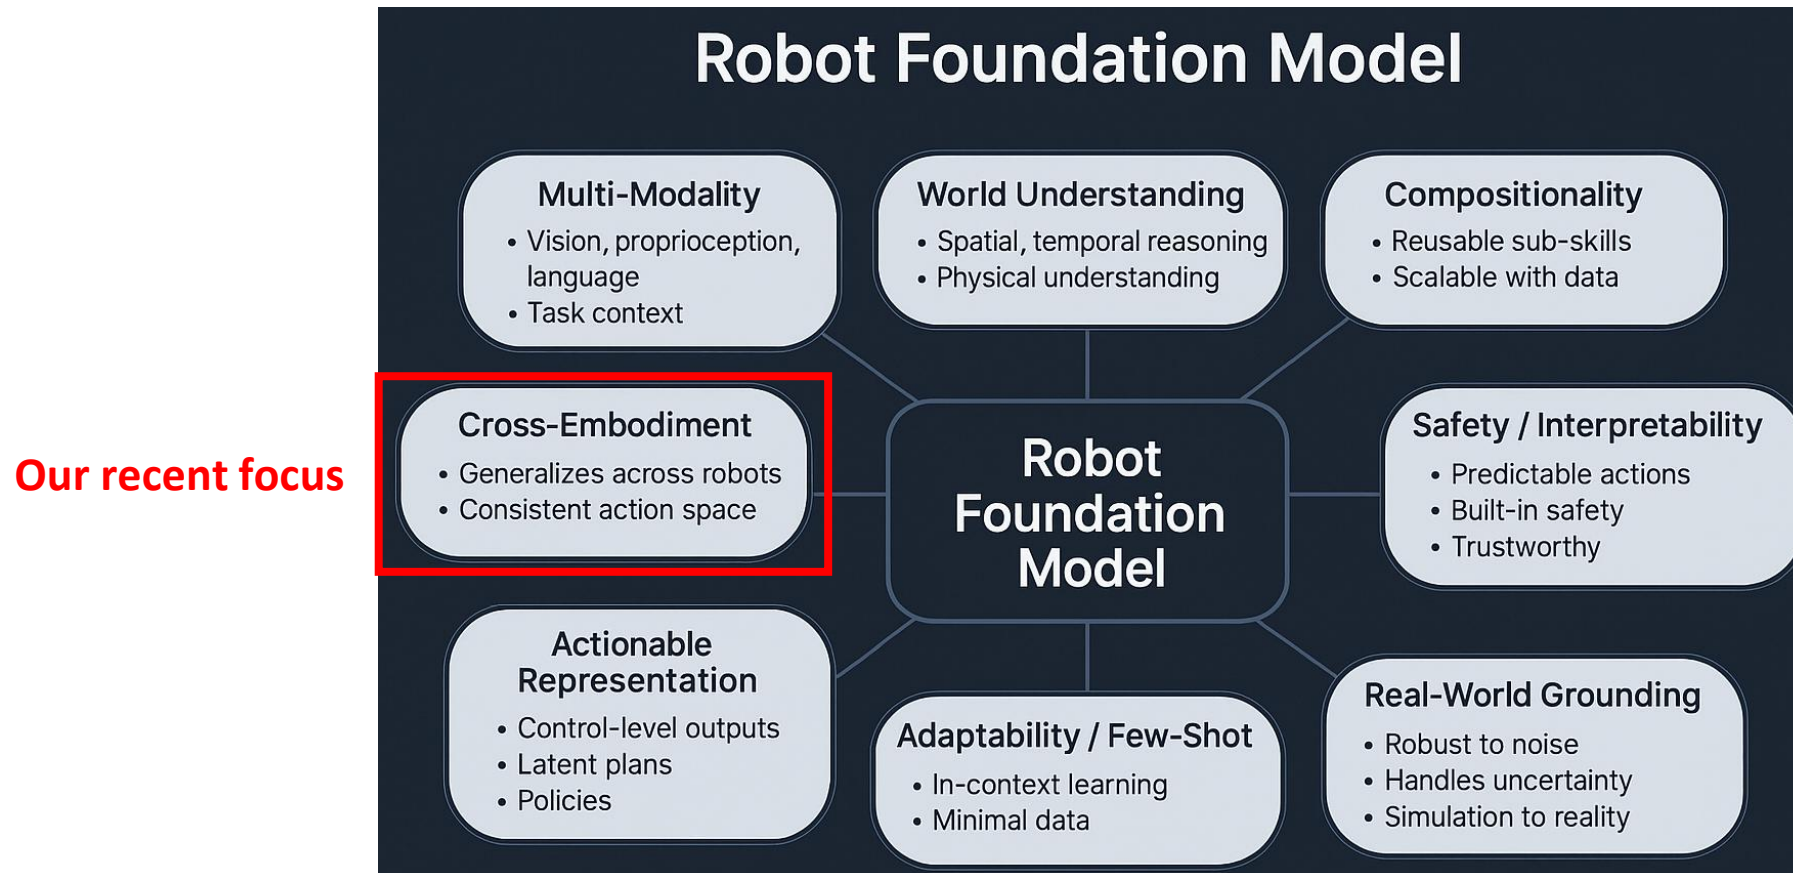 Robot Foundation Model
Multi-Modality
• Vision, proprioception,
language
• Task context
World Understanding
• Spatial, temporal reasoning
• Physical understanding
Compositionality
• Reusable sub-skills
• Scalable with data
Our recent focus
Cross-Embodiment
• Generalizes across robots
• Consistent action space
Robot
Foundation
Model
Safety / Interpretability
• Predictable actions
• Built-in safety
• Trustworthy
Actionable
Representation
• Control-level outputs
• Latent plans
• Policies
Adaptability / Few-Shot
• In-context learning
• Minimal data
Real-World Grounding
• Robust to noise
• Handles uncertainty
• Simulation to reality